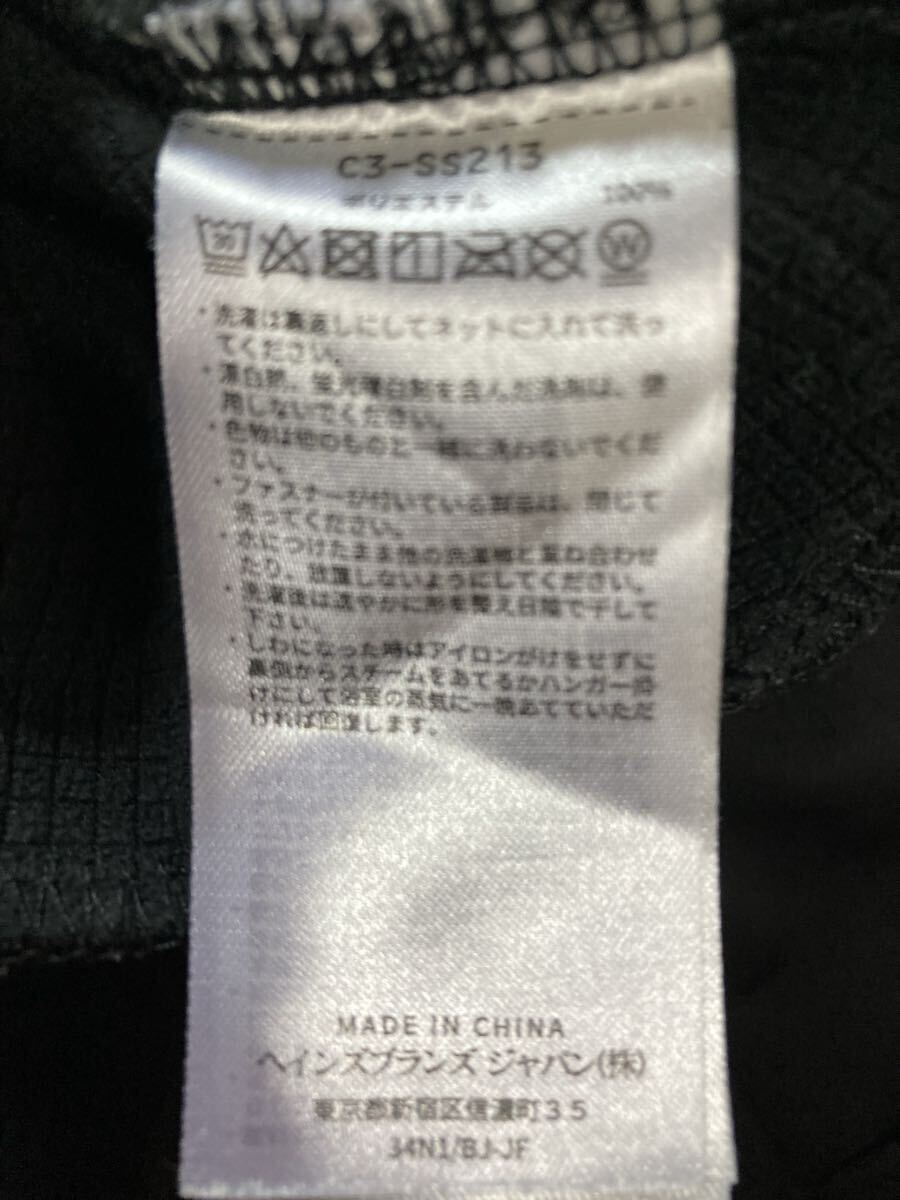 C3-SS213
ポリエステル 100%
30
W
・洗濯は裏返しにしてネットに入れて洗っ
てください。
・漂白剤、蛍光増白剤を含んだ洗剤は、使
用しないでください。
・色物は他のものと一緒に洗わないでくだ
さい。
・ファスナーが付いている製品は、閉じて
洗ってください。
・水につけたまま他の洗濯物と重ね合わせ
たり、放置しないようにしてください。
・洗濯後は速やかに形を整え日陰で干して
下さい。
・しわになった時はアイロンがけをせずに
裏側からスチームをあてるかハンガー掛
けにして浴室の蒸気に一晩あてていただ
ければ回復します。
MADE IN CHINA
ヘインズブランズ ジャパン(株)
東京都新宿区信濃町35
34N1/BJ-JF